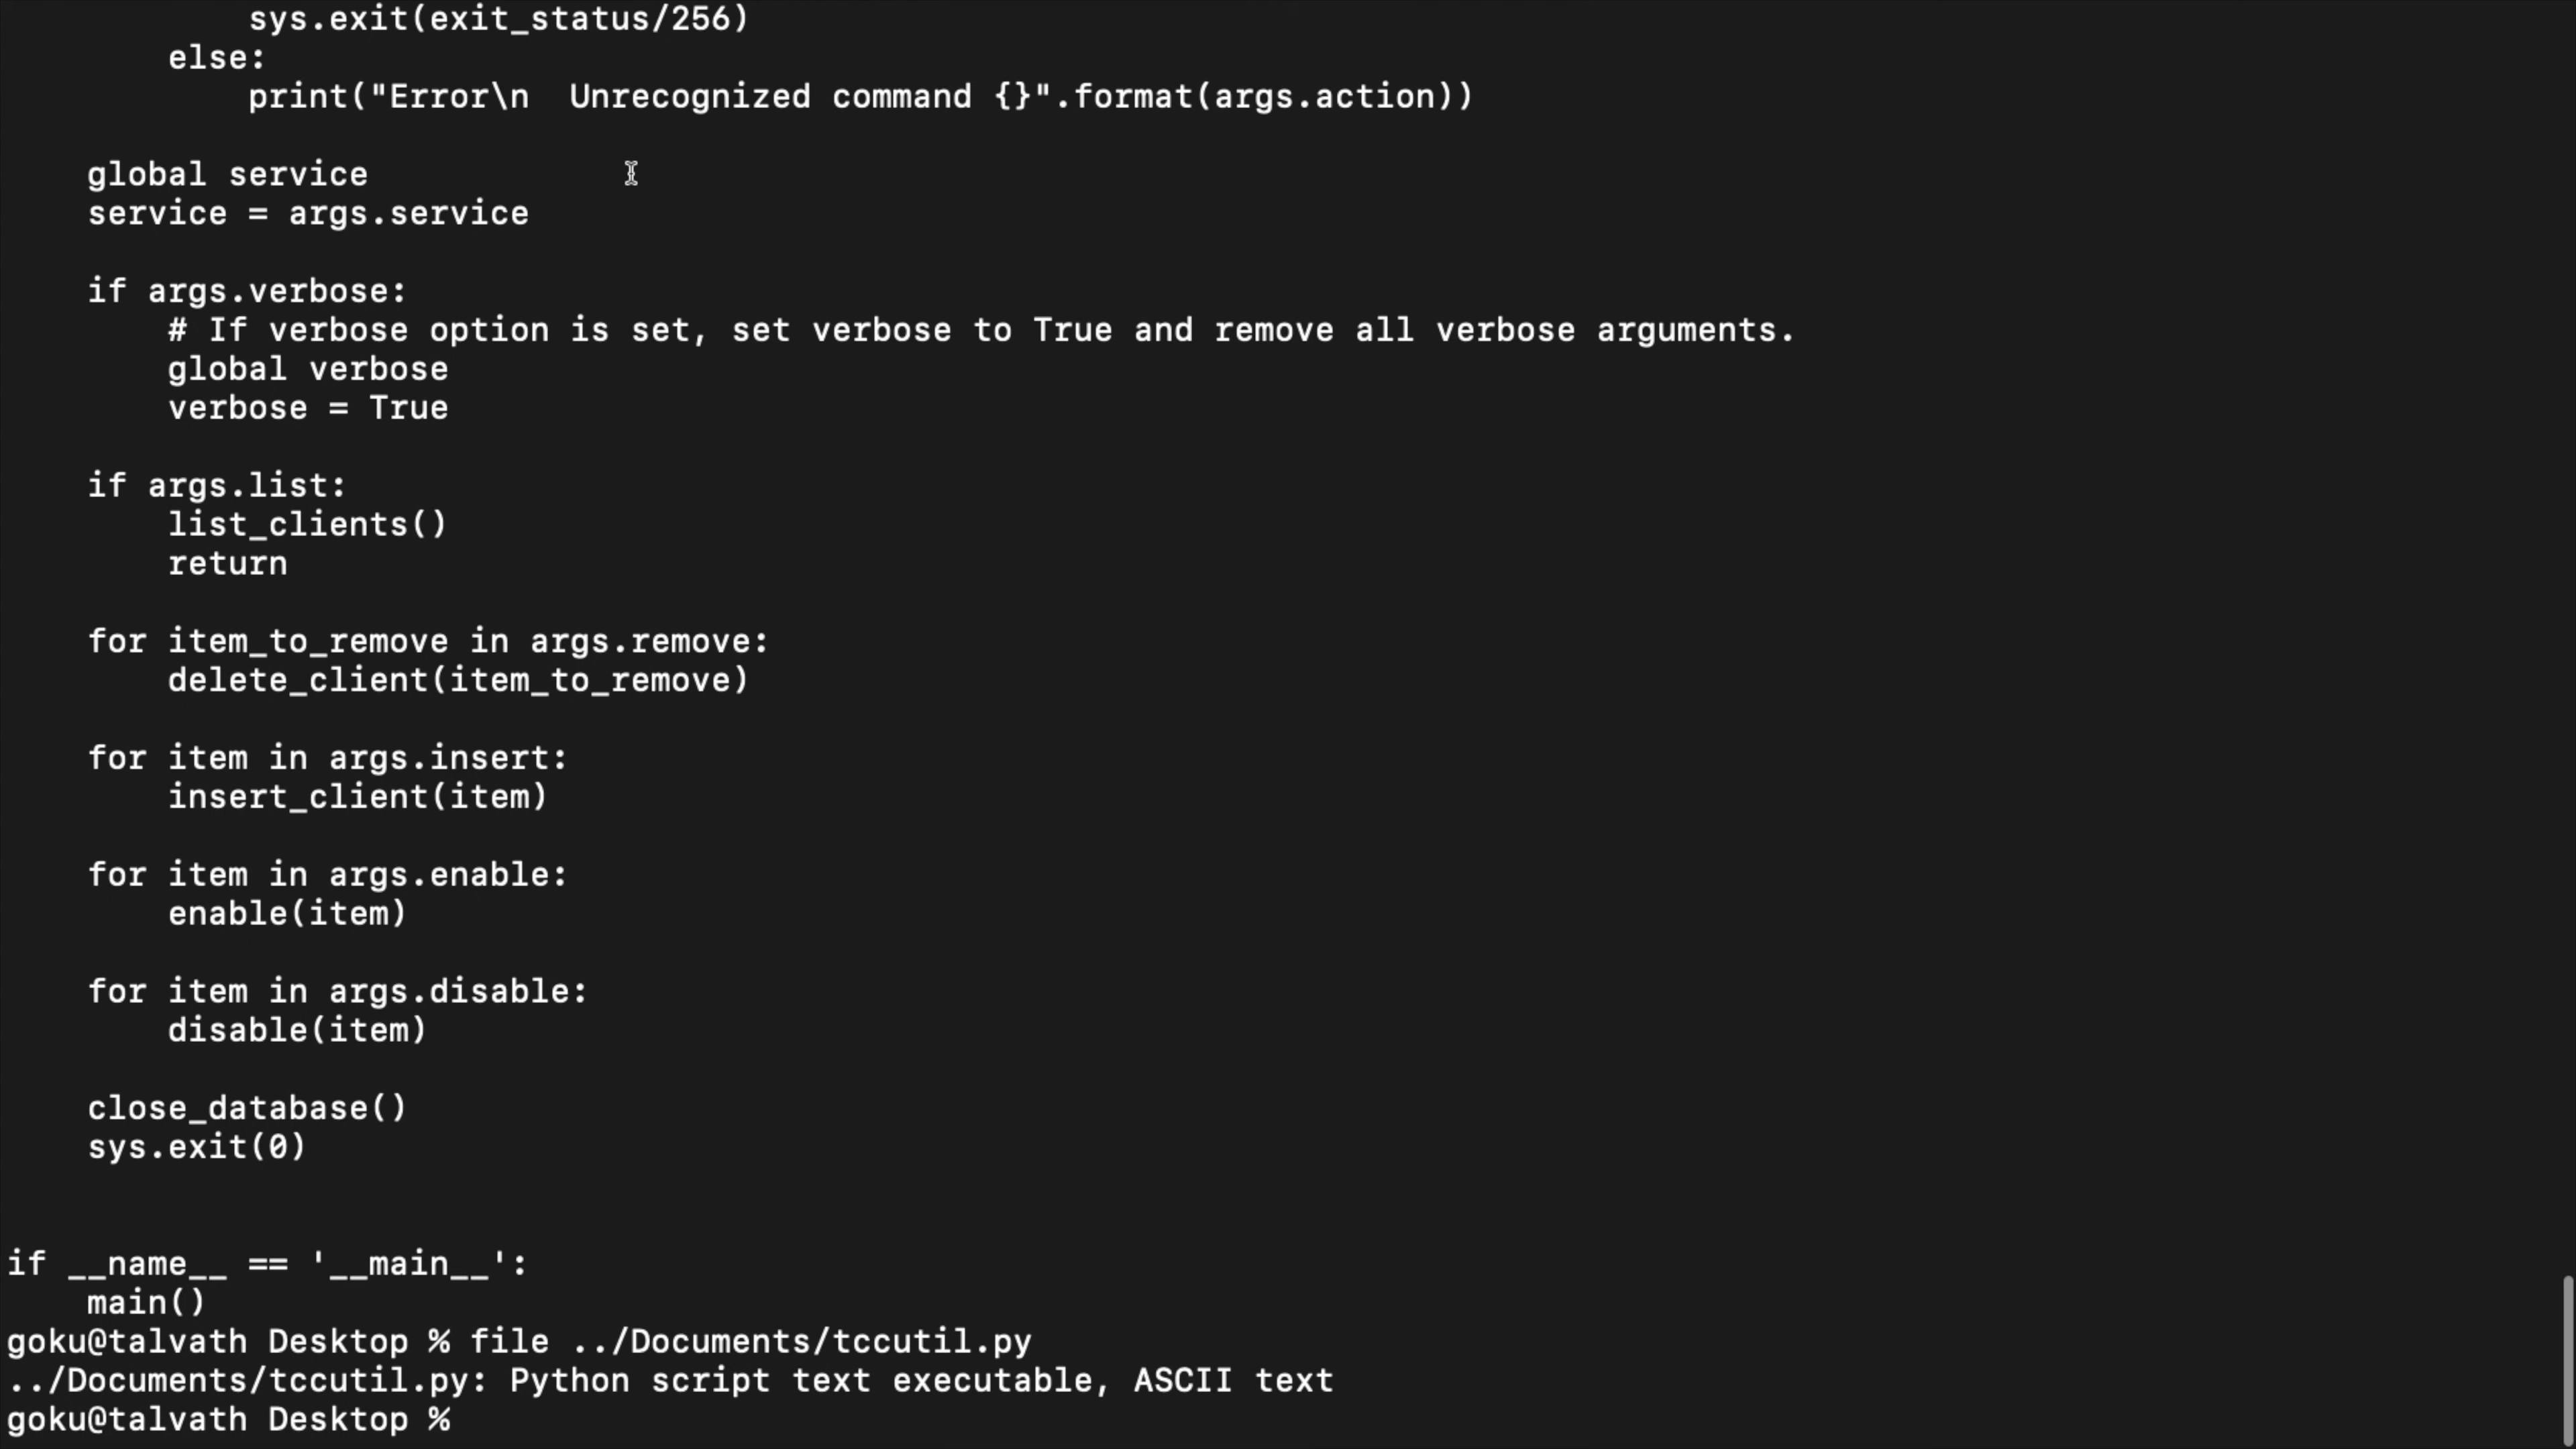 sys.exit(exit_status/256)
        else:
            print("Error\n  Unrecognized command {}".format(args.action))

    global service
    service = args.service

    if args.verbose:
        # If verbose option is set, set verbose to True and remove all verbose arguments.
        global verbose
        verbose = True

    if args.list:
        list_clients()
        return

    for item_to_remove in args.remove:
        delete_client(item_to_remove)

    for item in args.insert:
        insert_client(item)

    for item in args.enable:
        enable(item)

    for item in args.disable:
        disable(item)

    close_database()
    sys.exit(0)


if __name__ == '__main__':
    main()
goku@talvath Desktop % file ../Documents/tccutil.py
../Documents/tccutil.py: Python script text executable, ASCII text
goku@talvath Desktop %